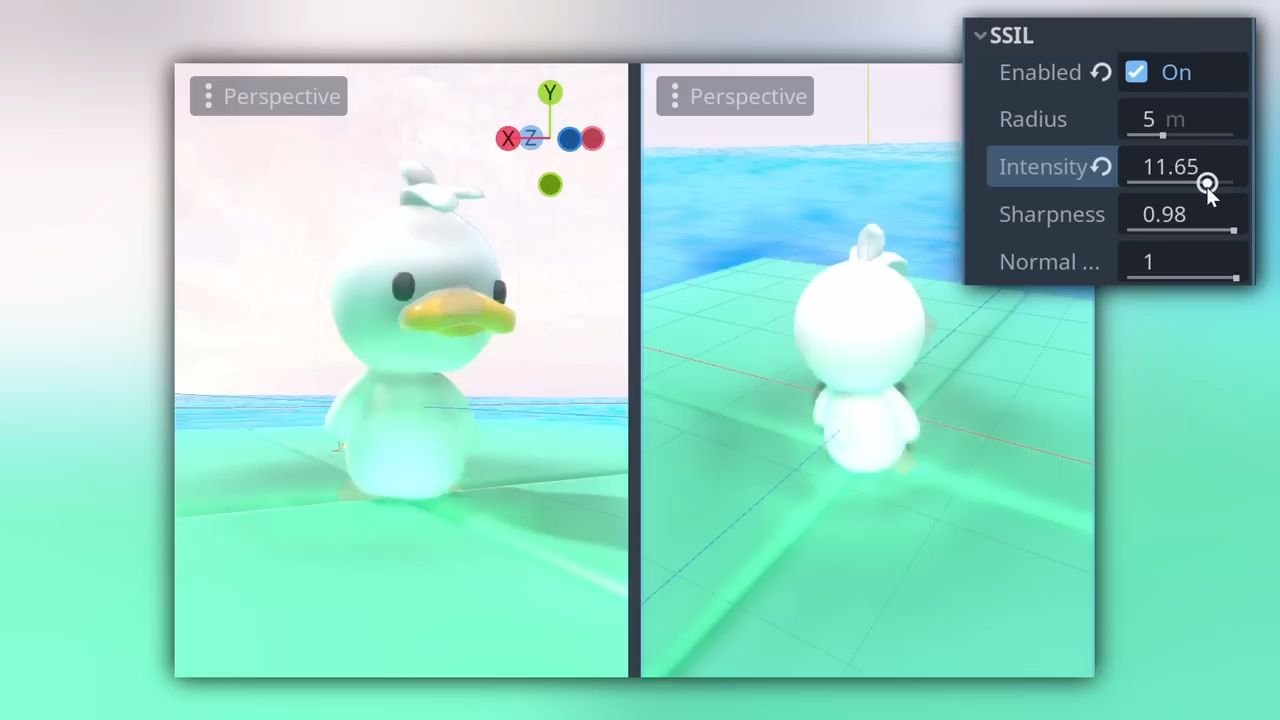 SSIL
Enabled On
Radius 5 m
Intensity 11.65
Sharpness 0.98
Normal ... 1
Perspective
Y
X Z
Perspective